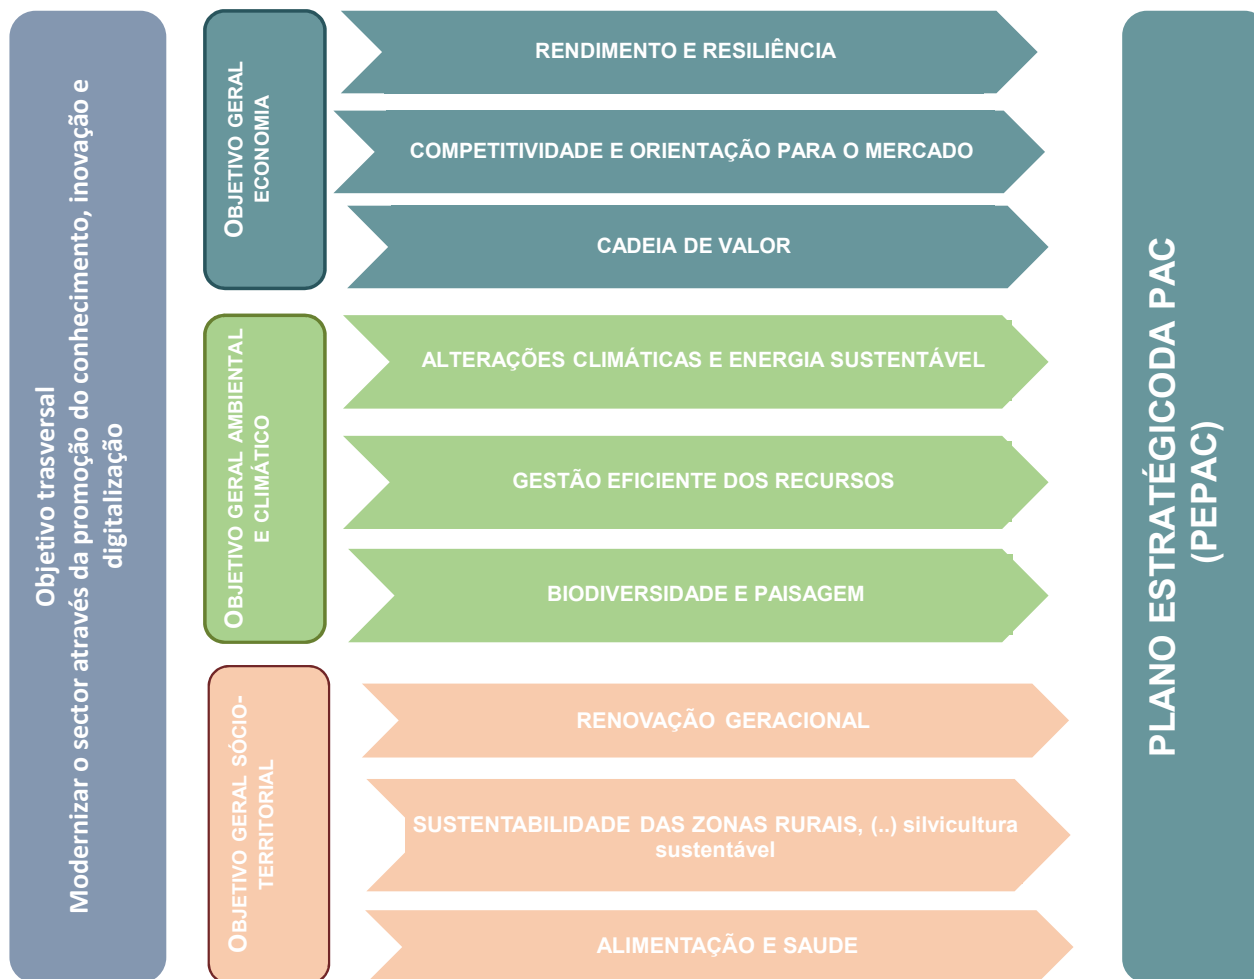 Objetivo trasversal
Modernizar o sector através da promoção do conhecimento, inovação e
digitalização
OBJETIVO GERAL
ECONOMIA
RENDIMENTO E RESILIÊNCIA
COMPETITIVIDADE E ORIENTAÇÃO PARA O MERCADO
CADEIA DE VALOR
OBJETIVO GERAL AMBIENTAL
E CLIMÁTICO
ALTERAÇÕES CLIMÁTICAS E ENERGIA SUSTENTÁVEL
GESTÃO EFICIENTE DOS RECURSOS
BIODIVERSIDADE E PAISAGEM
OBJETIVO GERAL SÓCIO-
TERRITORIAL
RENOVAÇÃO GERACIONAL
SUSTENTABILIDADE DAS ZONAS RURAIS, (..) silvicultura
sustentável
ALIMENTAÇÃO E SAUDE
PLANO ESTRATÉGICODA PAC
(PEPAC)